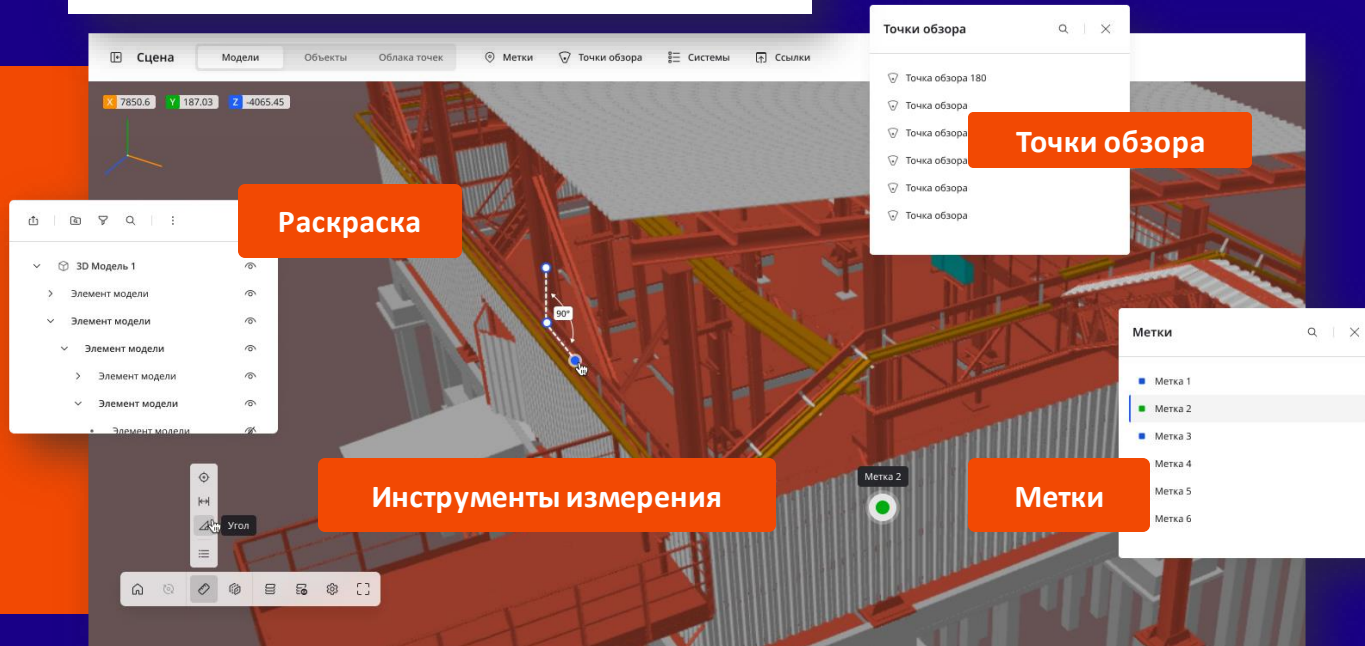 Сцена
Модели
Объекты
Облака точек
Метки
Точки обзора
Системы
Ссылки
X 7850.6 Y 187.03 Z -4065.45
Точки обзора
Точка обзора 180
Точка обзора
Точка обзора
Точка обзора
Точка обзора
Точка обзора
Точки обзора
Раскраска
3D Модель 1
Элемент модели
Элемент модели
Элемент модели
Элемент модели
Элемент модели
Элемент модели
90°
Метки
Метка 1
Метка 2
Метка 3
Метка 4
Метка 5
Метка 6
Инструменты измерения
Метка 2
Метки
Угол